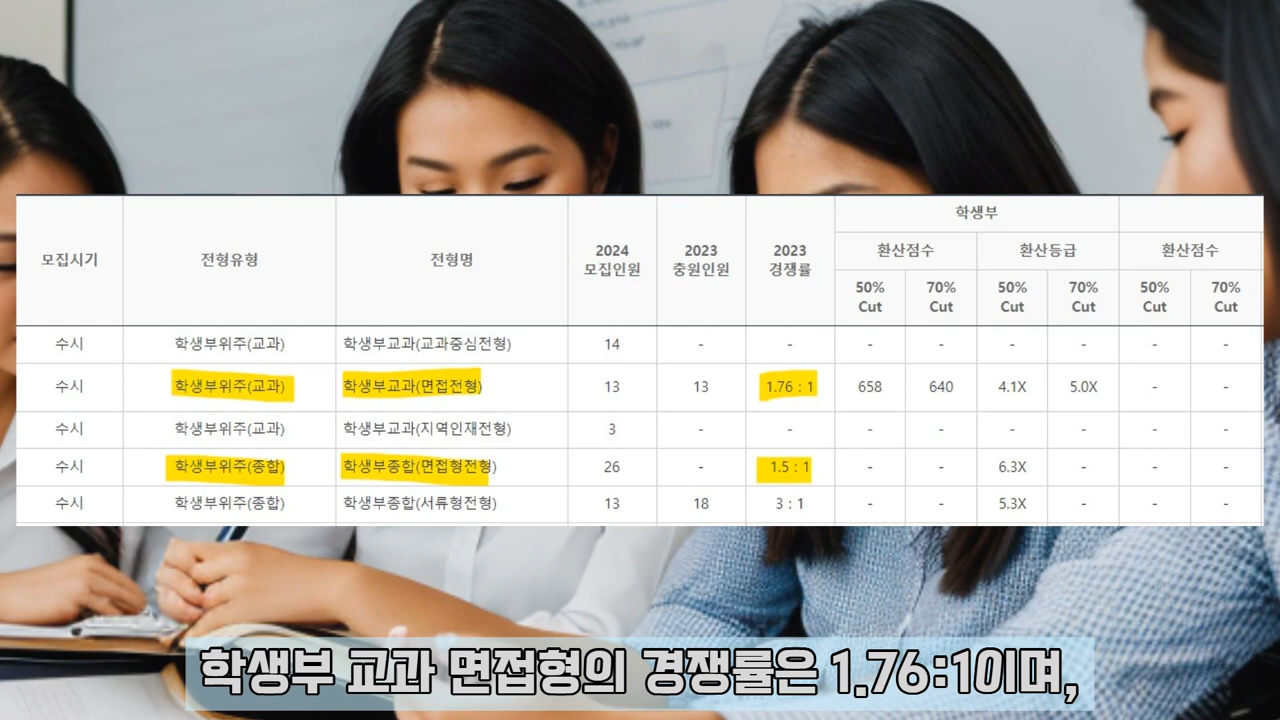 모집시기 전형유형 전형명 2024 모집인원 2023 충원인원 2023 경쟁률 학생부
환산점수 환산등급 환산점수
50% Cut 70% Cut 50% Cut 70% Cut 50% Cut 70% Cut
수시 학생부위주(교과) 학생부교과(교과중심전형) 14 - - - - - - - -
수시 학생부위주(교과) 학생부교과(면접전형) 13 13 1.76 : 1 658 640 4.1X 5.0X - -
수시 학생부위주(교과) 학생부교과(지역인재전형) 3 - - - - - - - -
수시 학생부위주(종합) 학생부종합(면접형전형) 26 - 1.5 : 1 - - 6.3X - - -
수시 학생부위주(종합) 학생부종합(서류형전형) 13 18 3 : 1 - - 5.3X - - -
학생부 교과 면접형의 경쟁률은 1.76:1이며,